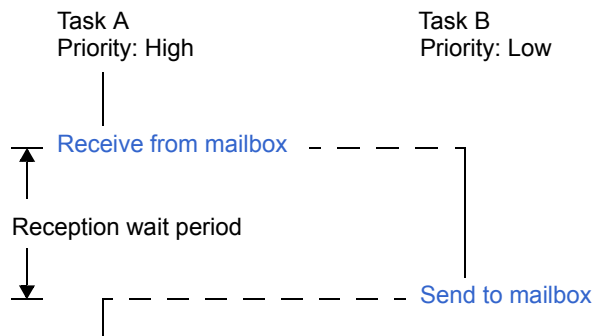 Task A
Priority: High
Task B
Priority: Low
Receive from mailbox
Reception wait period
Send to mailbox